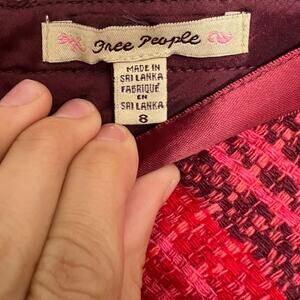 Free People
MADE IN
SRI LANKA
FABRIQUÉ
EN
SRI LANKA
8